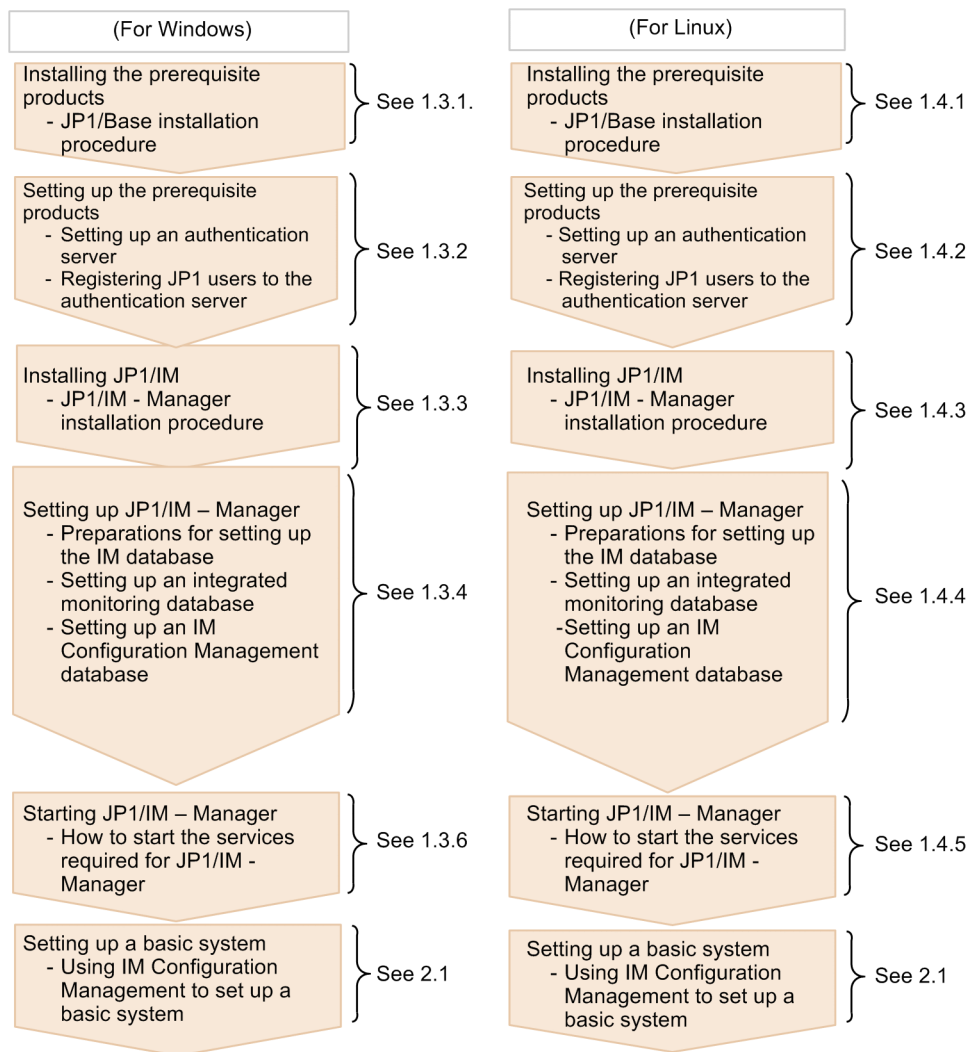 (For Windows)
Installing the prerequisite
products
- JP1/Base installation
procedure
See 1.3.1.
Setting up the prerequisite
products
- Setting up an authentication
server
- Registering JP1 users to the
authentication server
See 1.3.2
Installing JP1/IM
- JP1/IM - Manager
installation procedure
See 1.3.3
Setting up JP1/IM – Manager
- Preparations for setting up
the IM database
- Setting up an integrated
monitoring database
- Setting up an IM
Configuration Management
database
See 1.3.4
Starting JP1/IM – Manager
- How to start the services
required for JP1/IM -
Manager
See 1.3.6
Setting up a basic system
- Using IM Configuration
Management to set up a
basic system
See 2.1
(For Linux)
Installing the prerequisite
products
- JP1/Base installation
procedure
See 1.4.1
Setting up the prerequisite
products
- Setting up an authentication
server
- Registering JP1 users to the
authentication server
See 1.4.2
Installing JP1/IM
- JP1/IM - Manager
installation procedure
See 1.4.3
Setting up JP1/IM – Manager
- Preparations for setting up
the IM database
- Setting up an integrated
monitoring database
-Setting up an IM
Configuration
Management database
See 1.4.4
Starting JP1/IM – Manager
- How to start the services
required for JP1/IM -
Manager
See 1.4.5
Setting up a basic system
- Using IM Configuration
Management to set up a
basic system
See 2.1